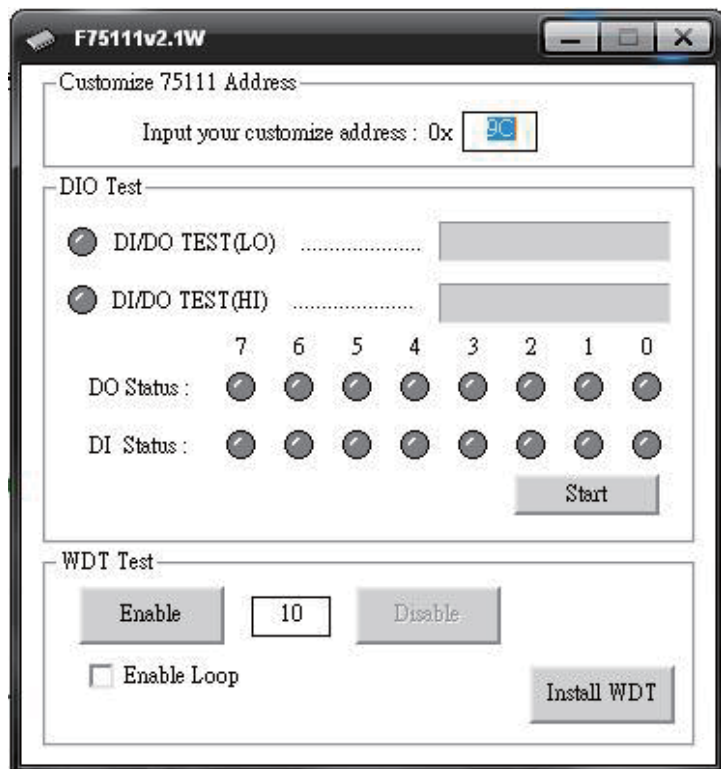 F75111v2.1W
Customize 75111 Address
Input your customize address : 0x 9C
DIO Test
DI/DO TEST(LO) ......................
DI/DO TEST(HI) ......................
7 6 5 4 3 2 1 0
DO Status :
DI Status :
Start
WDT Test
Enable 10 Disable
Enable Loop
Install WDT